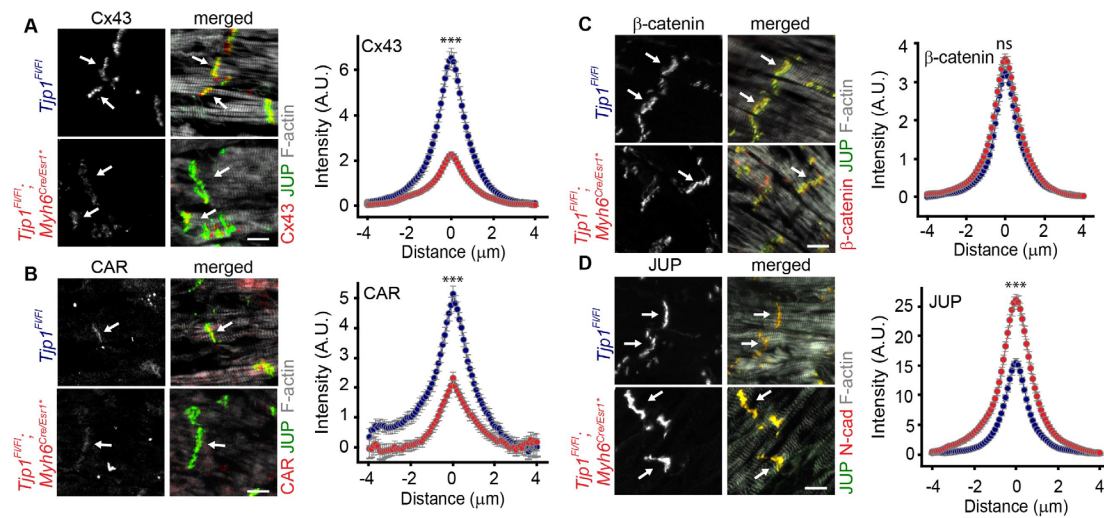 A
Cx43
merged
Tjp1Fl/Fl
Tjp1Fl/Fl;
Myh6Cre/Esr1*
Cx43 JUP F-actin
***
Cx43
Intensity (A.U.)
6
4
2
0
-4 -2 0 2 4
Distance (μm)
B
CAR
merged
Tjp1Fl/Fl
Tjp1Fl/Fl;
Myh6Cre/Esr1*
CAR JUP F-actin
***
CAR
Intensity (A.U.)
5
4
3
2
1
0
-4 -2 0 2 4
Distance (μm)
C
β-catenin
merged
Tjp1Fl/Fl
Tjp1Fl/Fl;
Myh6Cre/Esr1*
β-catenin JUP F-actin
ns
β-catenin
Intensity (A.U.)
4
3
2
1
0
-4 -2 0 2 4
Distance (μm)
D
JUP
merged
Tjp1Fl/Fl
Tjp1Fl/Fl;
Myh6Cre/Esr1*
JUP N-cad F-actin
***
JUP
Intensity (A.U.)
25
20
15
10
5
0
-4 -2 0 2 4
Distance (μm)